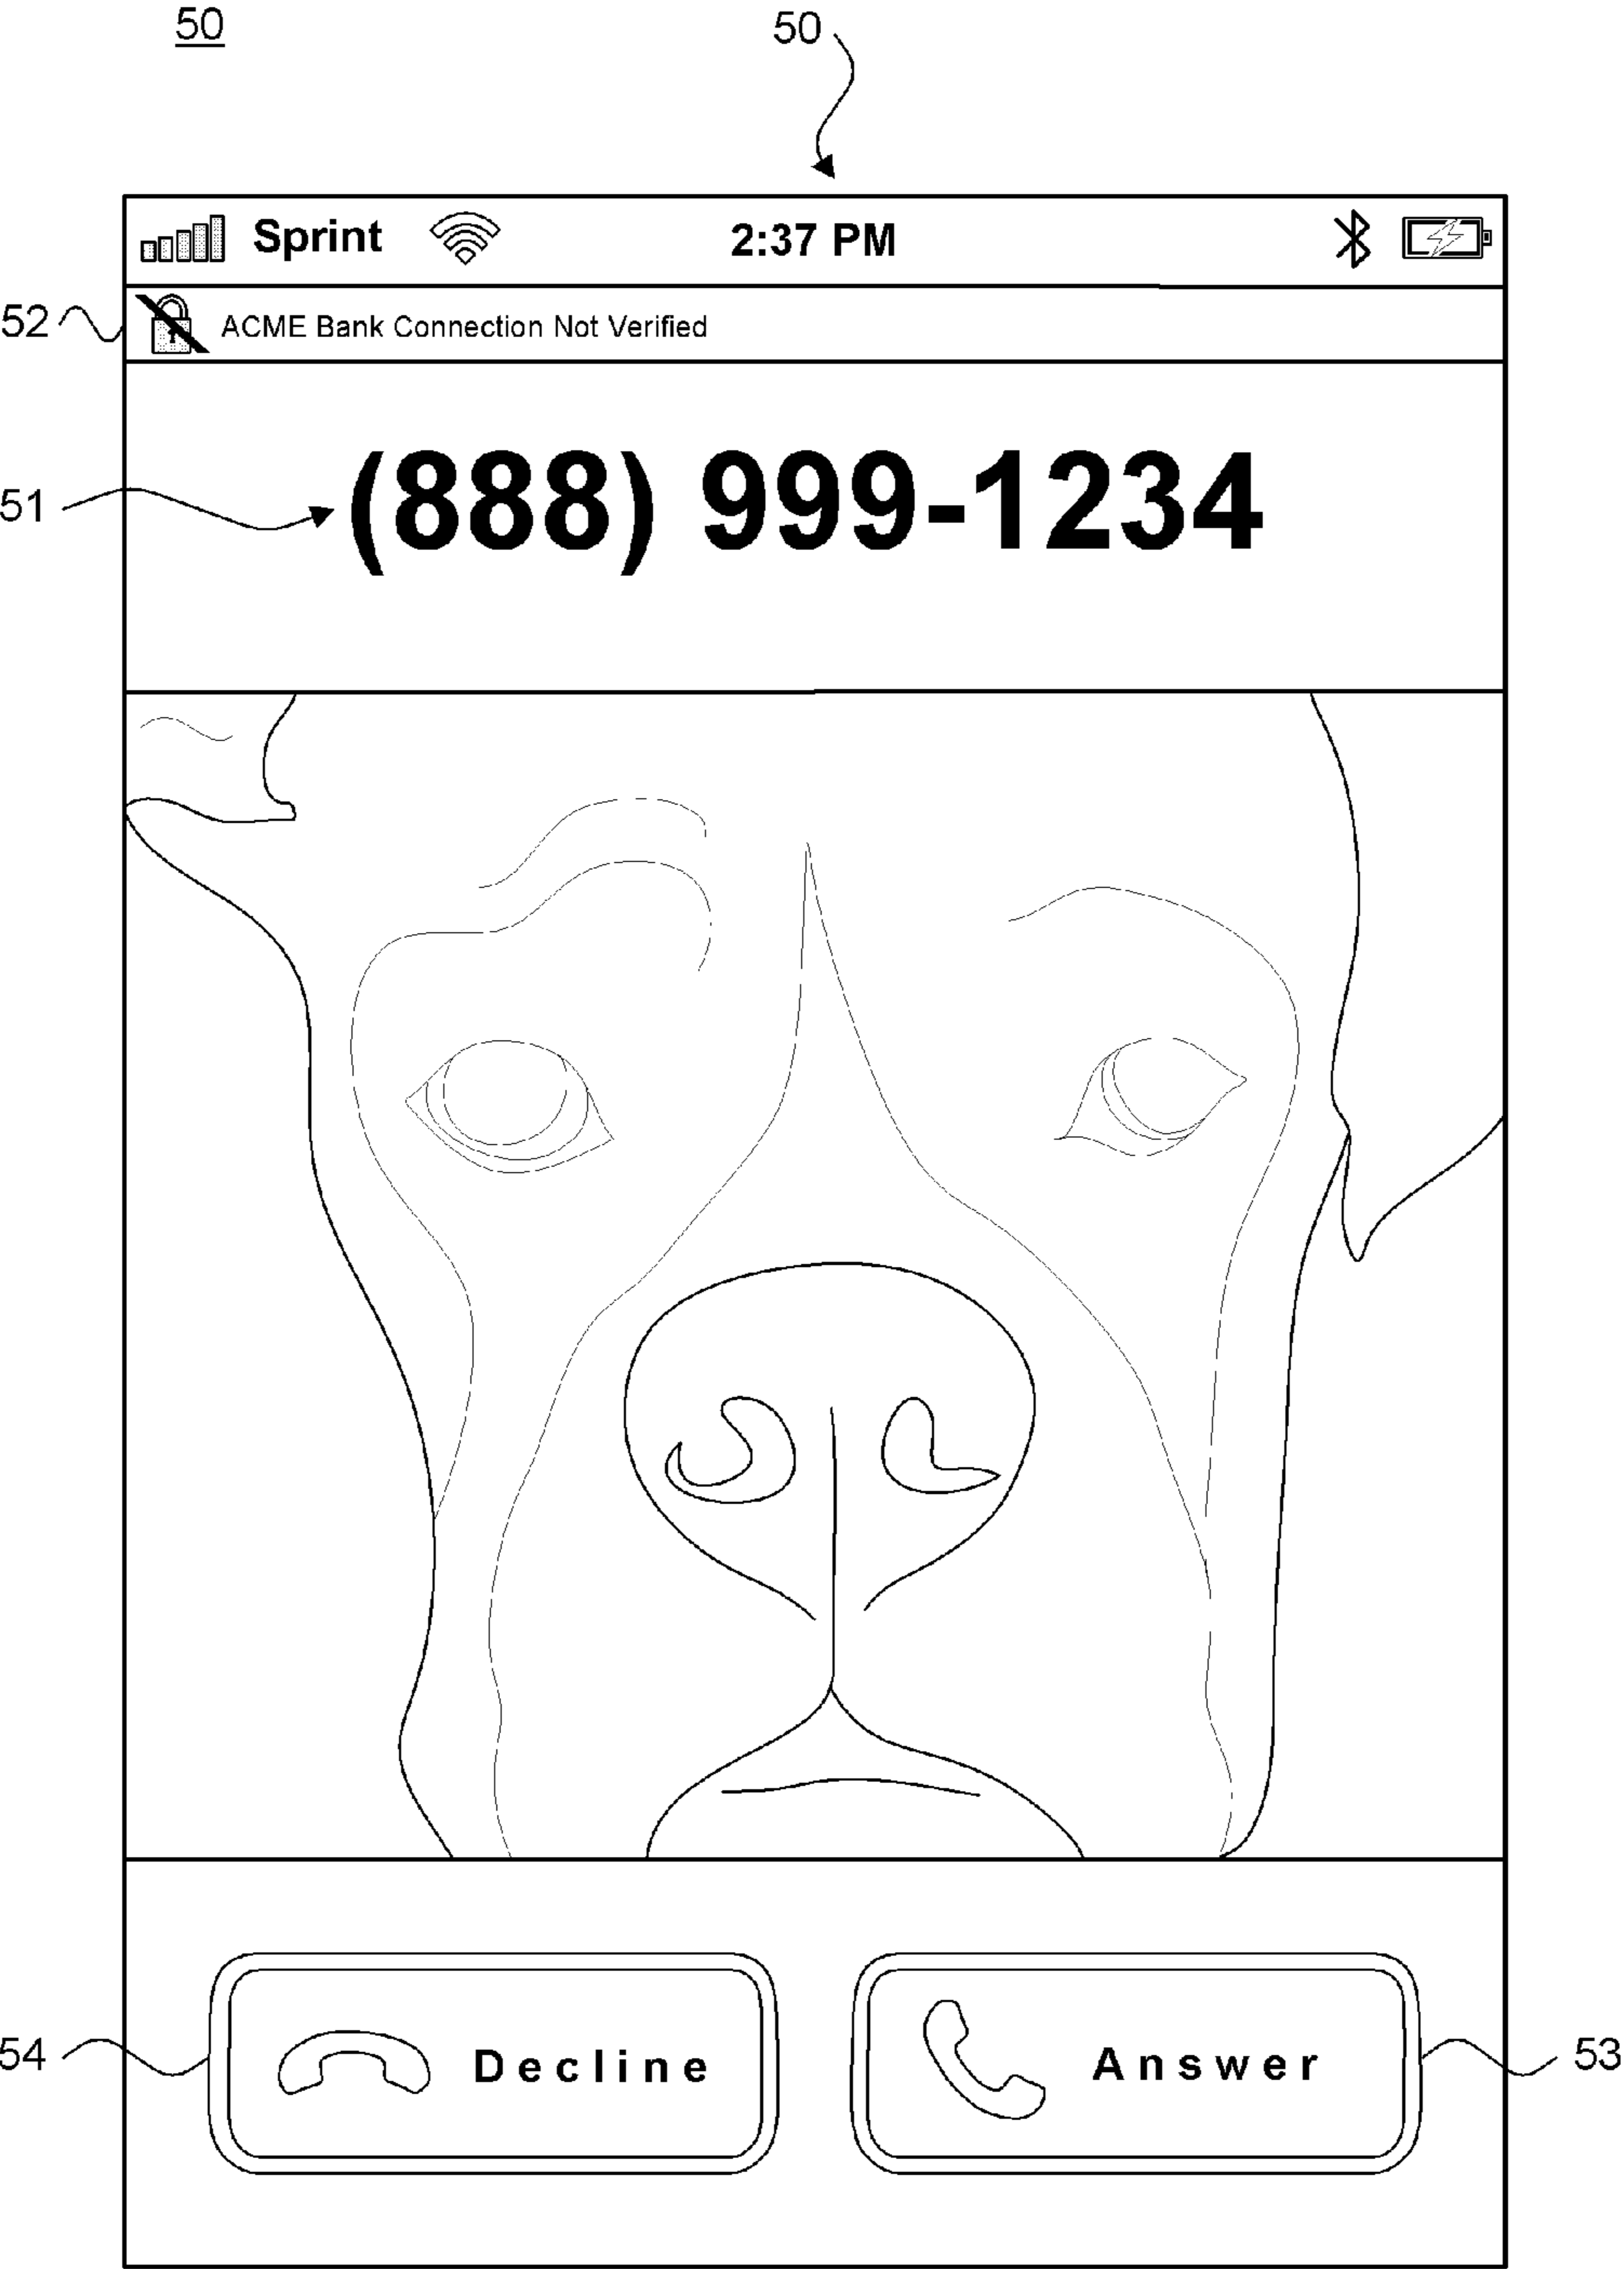 50
50
Sprint 2:37 PM
52
ACME Bank Connection Not Verified
51
(888) 999-1234
54
Decline
Answer
53